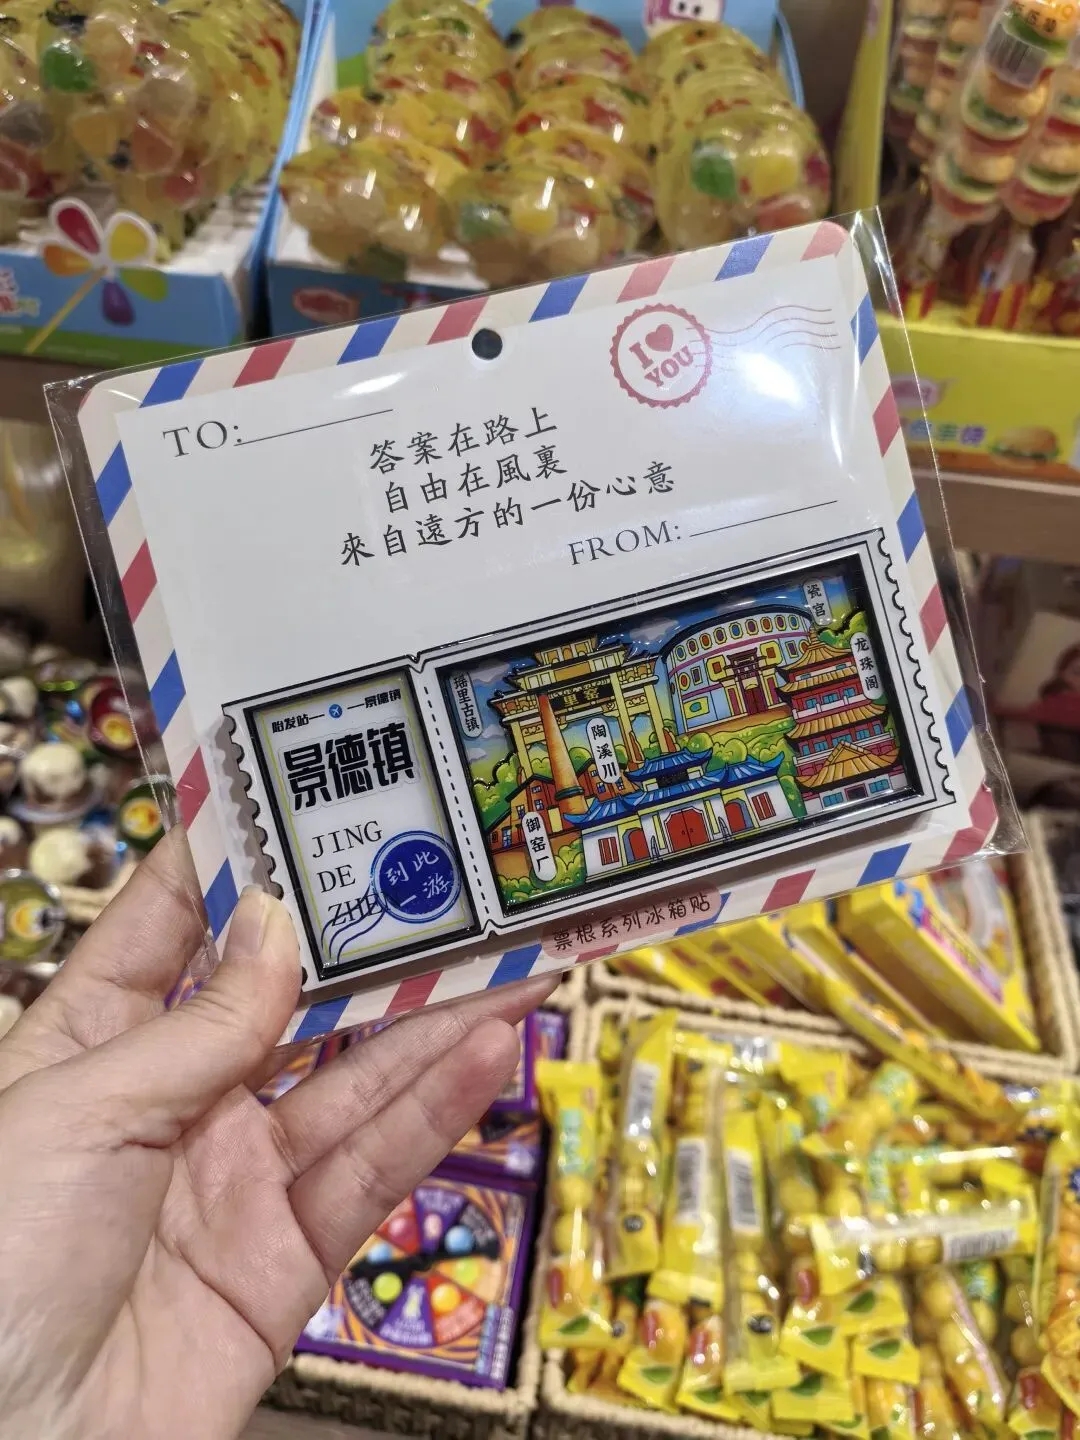 I ❤ YOU
TO:
答案在路上
自由在風裏
來自遠方的一份心意
FROM:
始发站— —景德镇
景德镇
JING
DE
ZHEN
到此
一游
瑶里古镇
里窑
陶溪川
御窑厂
瓷宫
龙珠阁
票根系列冰箱贴